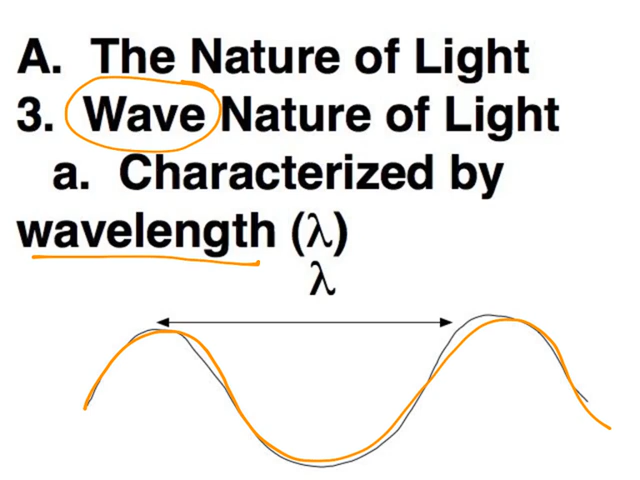 A. The Nature of Light
3. Wave Nature of Light
a. Characterized by
wavelength (λ)
λ